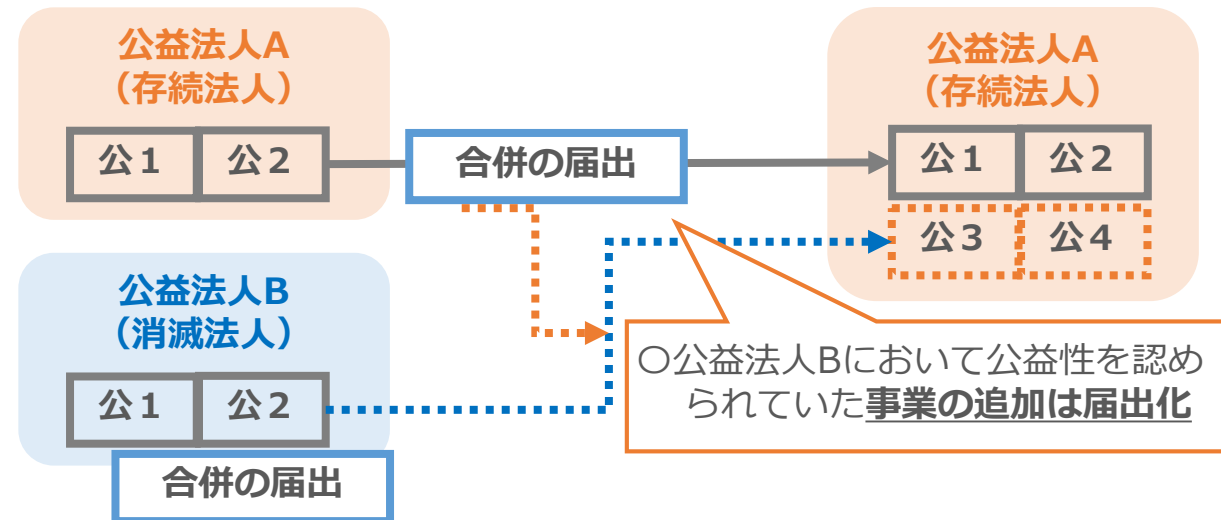 公益法人A
（存続法人）
公１
公２
合併の届出
公益法人B
（消滅法人）
公１
公２
合併の届出
公益法人A
（存続法人）
公１
公２
公３
公４
〇公益法人Bにおいて公益性を認め
られていた事業の追加は届出化